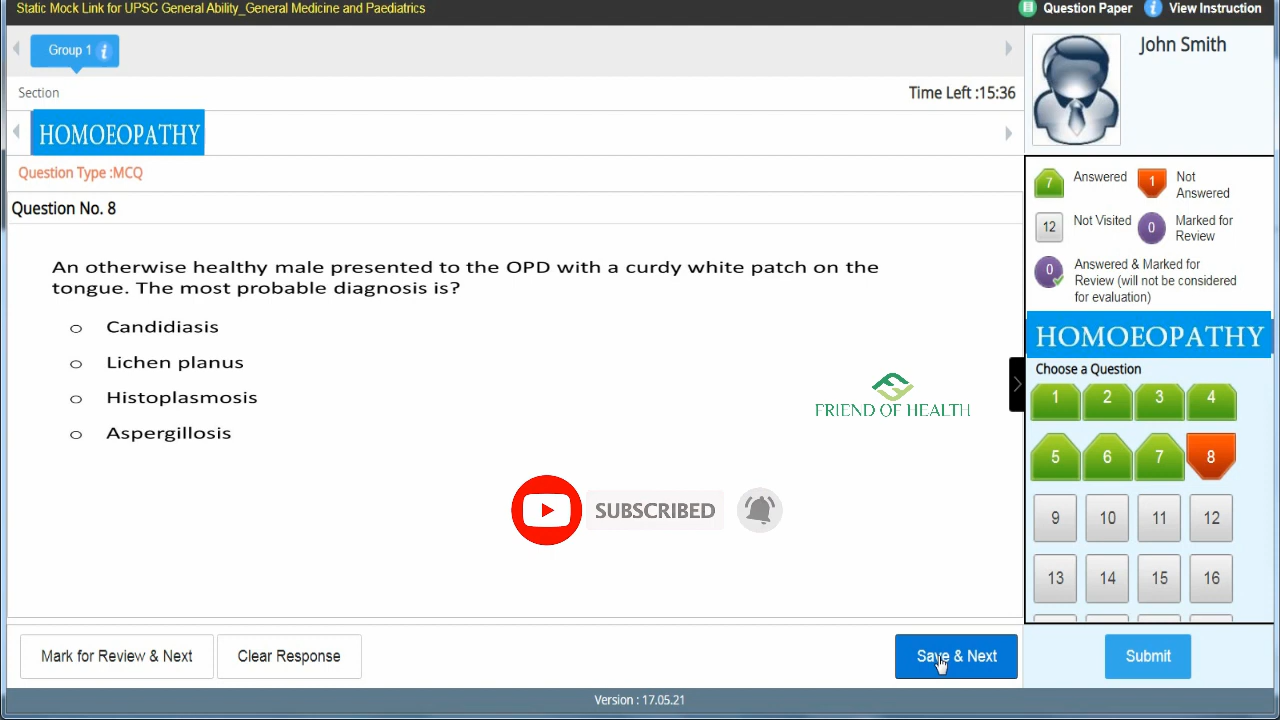 Static Mock Link for UPSC General Ability_General Medicine and Paediatrics
Question Paper
View Instruction
Group 1 i
John Smith
Section
Time Left :15:36
HOMOEOPATHY
Question Type :MCQ
Question No. 8
An otherwise healthy male presented to the OPD with a curdy white patch on the
tongue. The most probable diagnosis is?
Candidiasis
Lichen planus
Histoplasmosis
Aspergillosis
FRIEND OF HEALTH
SUBSCRIBED
7 Answered
1 Not
Answered
12 Not Visited
0 Marked for
Review
0 Answered & Marked for
Review (will not be considered
for evaluation)
HOMOEOPATHY
Choose a Question
1 2 3 4
5 6 7 8
9 10 11 12
13 14 15 16
Mark for Review & Next
Clear Response
Save & Next
Submit
Version : 17.05.21